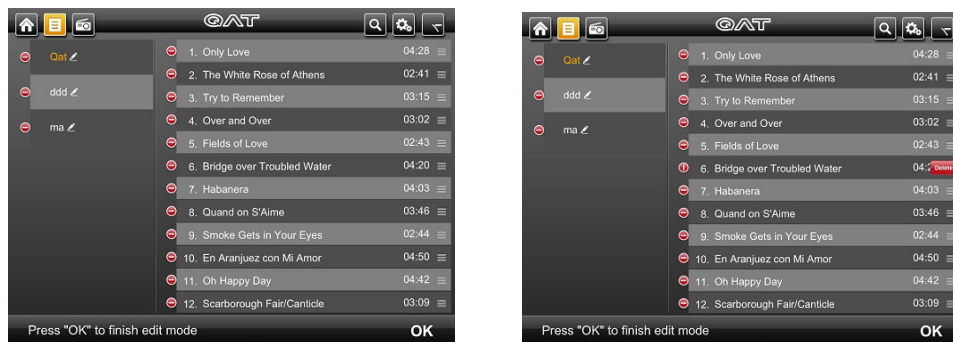 QAT
Qat
ddd
ma
1. Only Love 04:28
2. The White Rose of Athens 02:41
3. Try to Remember 03:15
4. Over and Over 03:02
5. Fields of Love 02:43
6. Bridge over Troubled Water 04:20
7. Habanera 04:03
8. Quand on S'Aime 03:46
9. Smoke Gets in Your Eyes 02:44
10. En Aranjuez con Mi Amor 04:50
11. Oh Happy Day 04:42
12. Scarborough Fair/Canticle 03:09
Press "OK" to finish edit mode OK
QAT
Qat
ddd
ma
1. Only Love 04:28
2. The White Rose of Athens 02:41
3. Try to Remember 03:15
4. Over and Over 03:02
5. Fields of Love 02:43
6. Bridge over Troubled Water 04:2 Delete
7. Habanera 04:03
8. Quand on S'Aime 03:46
9. Smoke Gets in Your Eyes 02:44
10. En Aranjuez con Mi Amor 04:50
11. Oh Happy Day 04:42
12. Scarborough Fair/Canticle 03:09
Press "OK" to finish edit mode OK